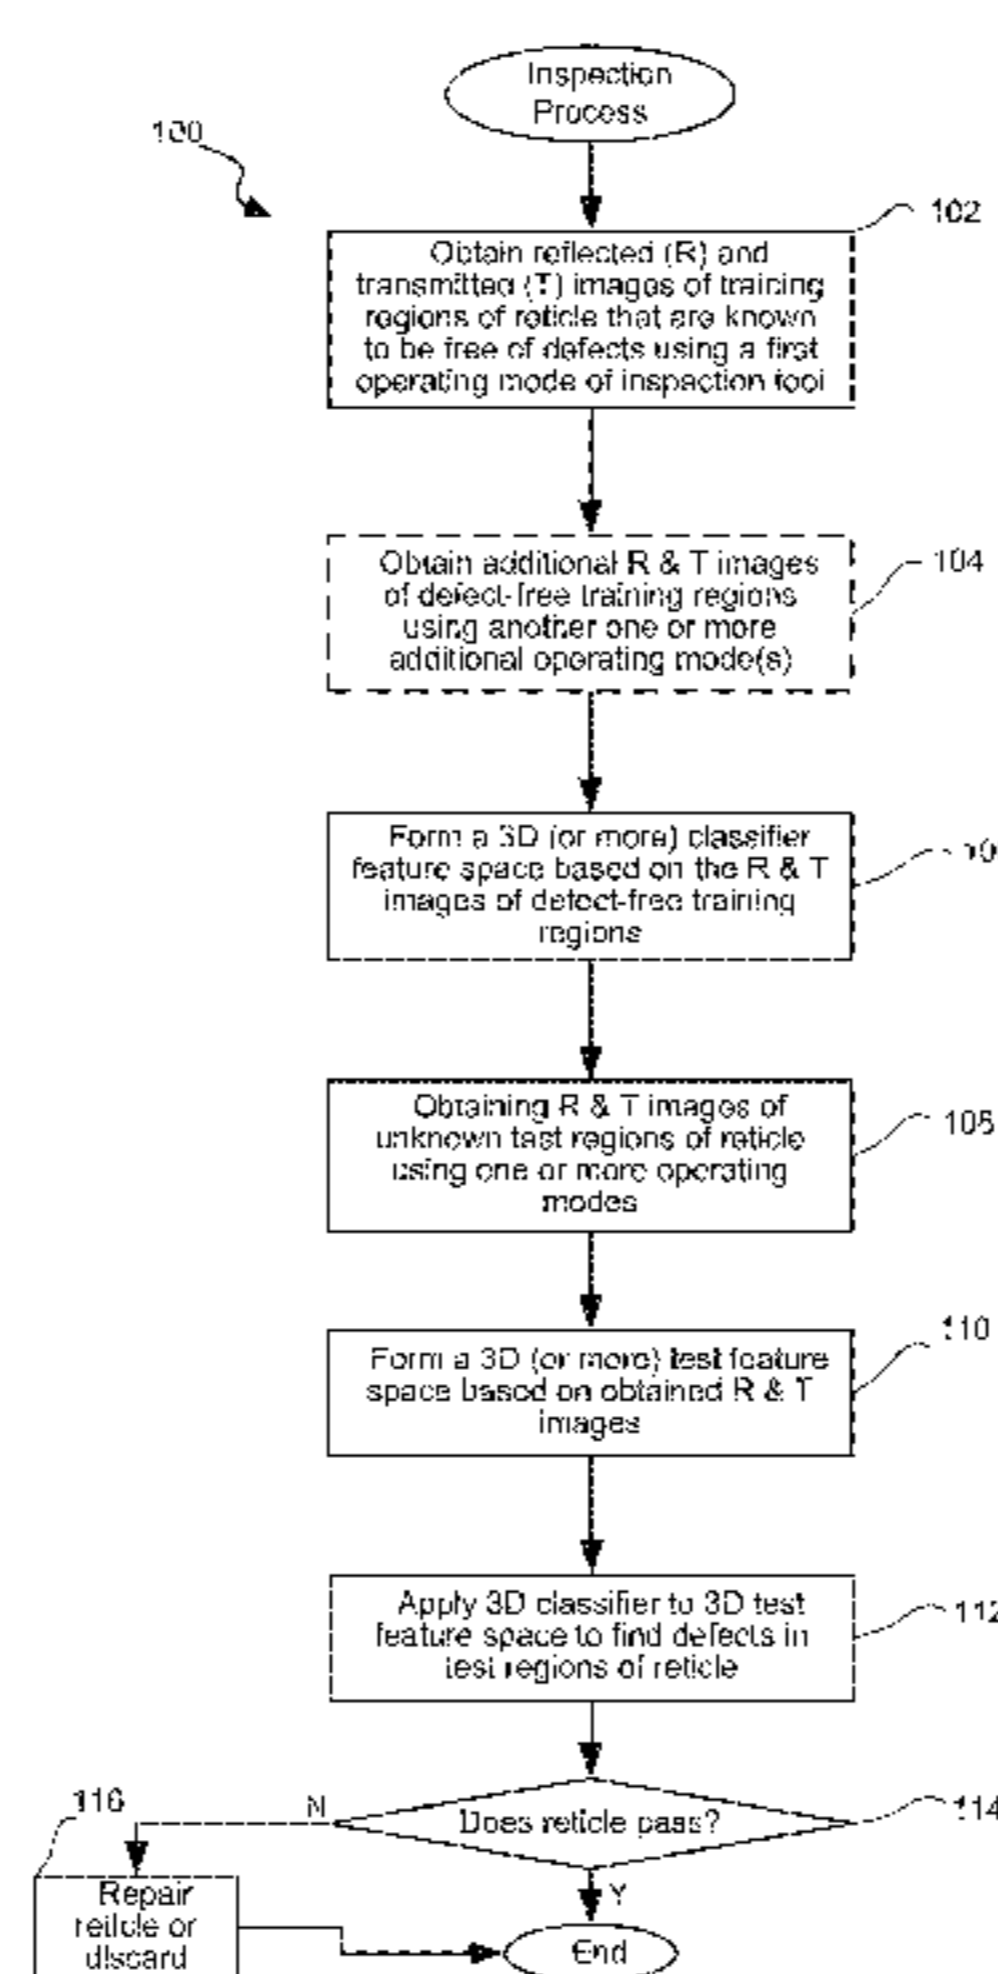 Inspection
Process
100
102
Obtain reflected (R) and
transmitted (T) images of training
regions of reticle that are known
to be free of defects using a first
operating mode of inspection tool
Obtain additional R & T images
of defect-free training regions
using another one or more
additional operating mode(s)
104
Form a 3D (or more) classifier
feature space based on the R & T
images of defect-free training
regions
10
Obtaining R & T images of
unknown test regions of reticle
using one or more operating
modes
108
110
Form a 3D (or more) test feature
space based on obtained R & T
images
Apply 3D classifier to 3D test
feature space to find defects in
test regions of reticle
112
116
N
Does reticle pass?
114
Y
Repair
reticle or
discard
End